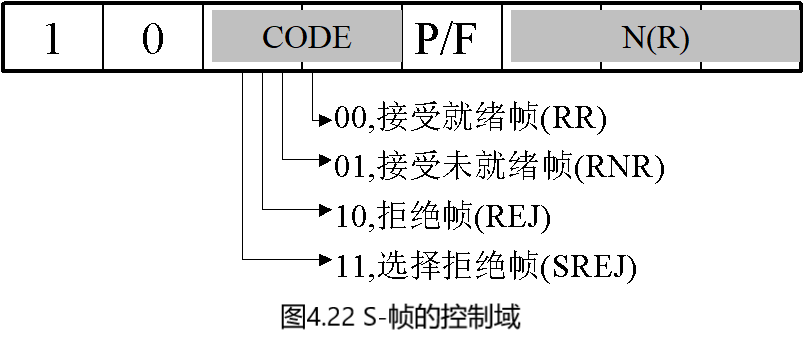 1 0 CODE P/F N(R)
00,接受就绪帧(RR)
01,接受未就绪帧(RNR)
10,拒绝帧(REJ)
11,选择拒绝帧(SREJ)
图4.22 S-帧的控制域